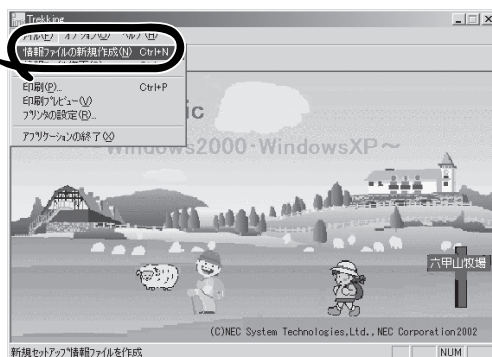 Trekking
ファイル(F) オプション(O) ヘルプ(H)
情報ファイルの新規作成(N) Ctrl+N
印刷(P)... Ctrl+P
印刷プレビュー(V)
プリンタの設定(R)...
アプリケーションの終了(X)
ic
Windows2000・WindowsXP～
六甲山牧場
(C)NEC System Technologies,Ltd., NEC Corporation 2002
新規セットアップ情報ファイルを作成
NUM